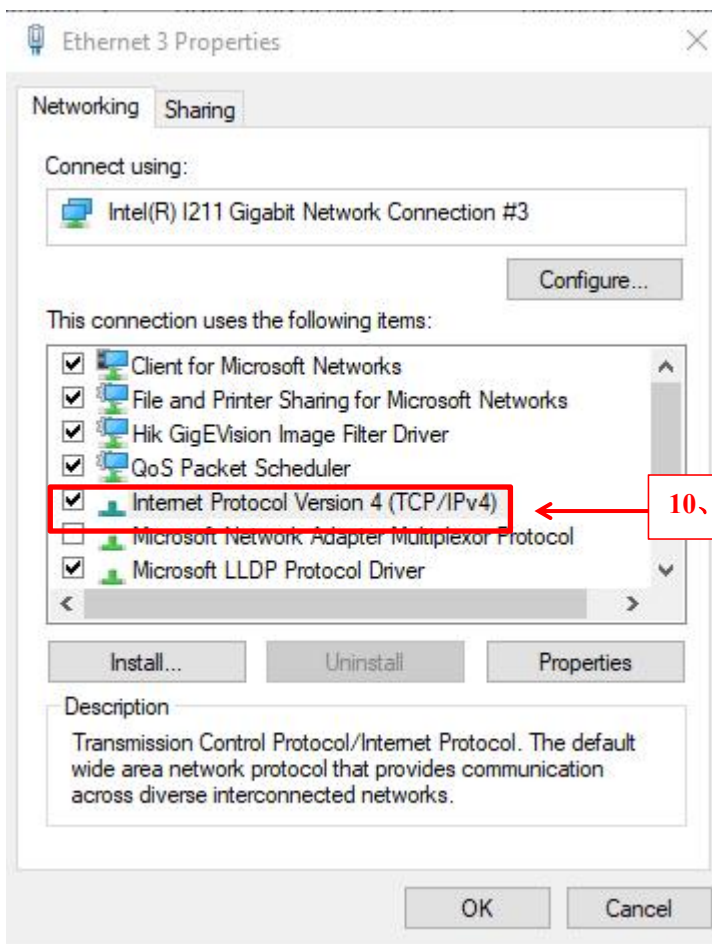 Ethernet 3 Properties
Networking
Sharing
Connect using:
Intel(R) I211 Gigabit Network Connection #3
Configure...
This connection uses the following items:
Client for Microsoft Networks
File and Printer Sharing for Microsoft Networks
Hik GigEVision Image Filter Driver
QoS Packet Scheduler
Internet Protocol Version 4 (TCP/IPv4)
10、
Microsoft Network Adapter Multiplexor Protocol
Microsoft LLDP Protocol Driver
Install...
Uninstall
Properties
Description
Transmission Control Protocol/Internet Protocol. The default
wide area network protocol that provides communication
across diverse interconnected networks.
OK
Cancel